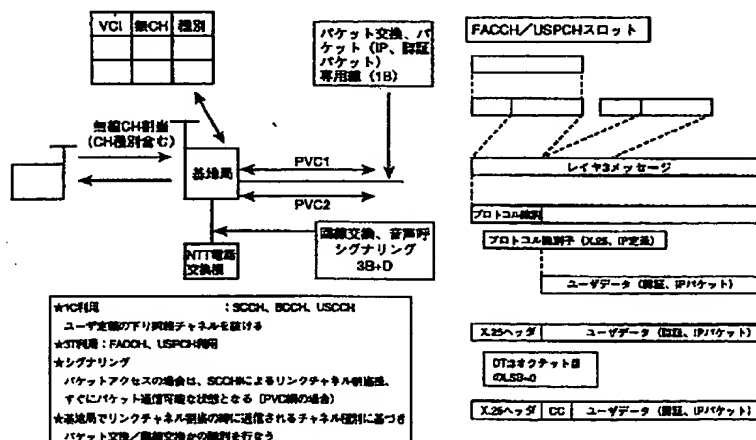 VCI 無CH 種別
パケット交換、パ
ケット(IP、認証
パケット)
専用線(1B)
FACCH/USPCHスロット
無線CH割当
(CH種別含む)
基地局
PVC1
PVC2
レイヤ3メッセージ
プロトコル識別
プロトコル識別子(X.25、IP定義)
回線交換、音声呼
シグナリング
3B+D
NTT電話
交換機
ユーザデータ(認証、IPパケット)
★1C利用 :SCCH、BCCH、USCCH
ユーザ定義の下り同報チャネルを設ける
★3T利用:FACCH、USPCH利用
★シグナリング
パケットアクセスの場合は、SCCHによるリンクチャネル割当後、
すぐにパケット通信可能な状態となる(PVC網の場合)
★基地局でリンクチャネル割当の時に送信されるチャネル種別に基づき
パケット交換/回線交換かの識別を行なう
X.25ヘッダ ユーザデータ(認証、IPパケット)
DTはオクテット目
のLSB=0
X.25ヘッダ CC ユーザデータ(認証、IPパケット)